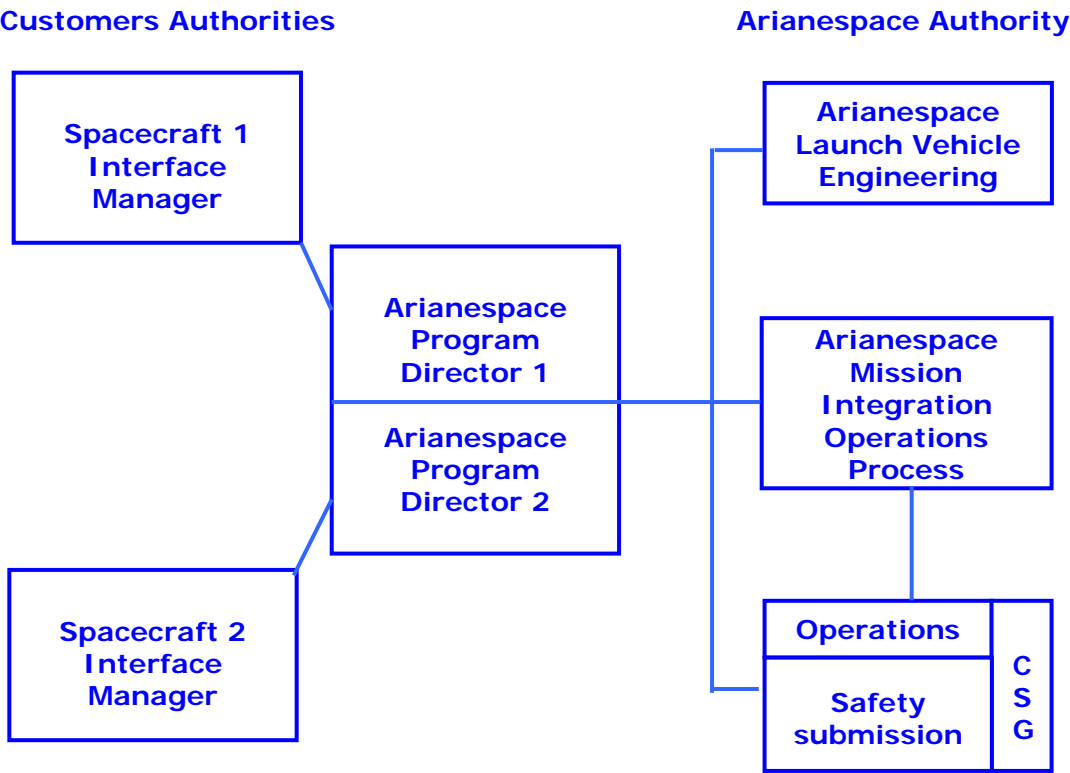 Customers Authorities
Arianespace Authority
Spacecraft 1
Interface
Manager
Arianespace
Launch Vehicle
Engineering
Arianespace
Program
Director 1
Arianespace
Program
Director 2
Arianespace
Mission
Integration
Operations
Process
Spacecraft 2
Interface
Manager
Operations
Safety
submission
C
S
G